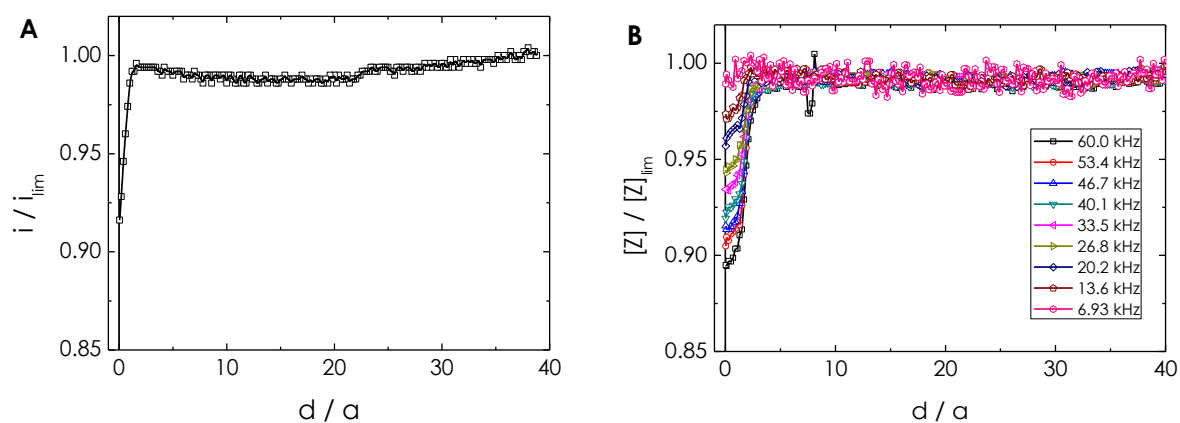 A
1.00
0.95
0.90
0.85
i / i_lim
0 10 20 30 40
d / a
B
1.00
0.95
0.90
0.85
[Z] / [Z]_lim
60.0 kHz
53.4 kHz
46.7 kHz
40.1 kHz
33.5 kHz
26.8 kHz
20.2 kHz
13.6 kHz
6.93 kHz
0 10 20 30 40
d / a